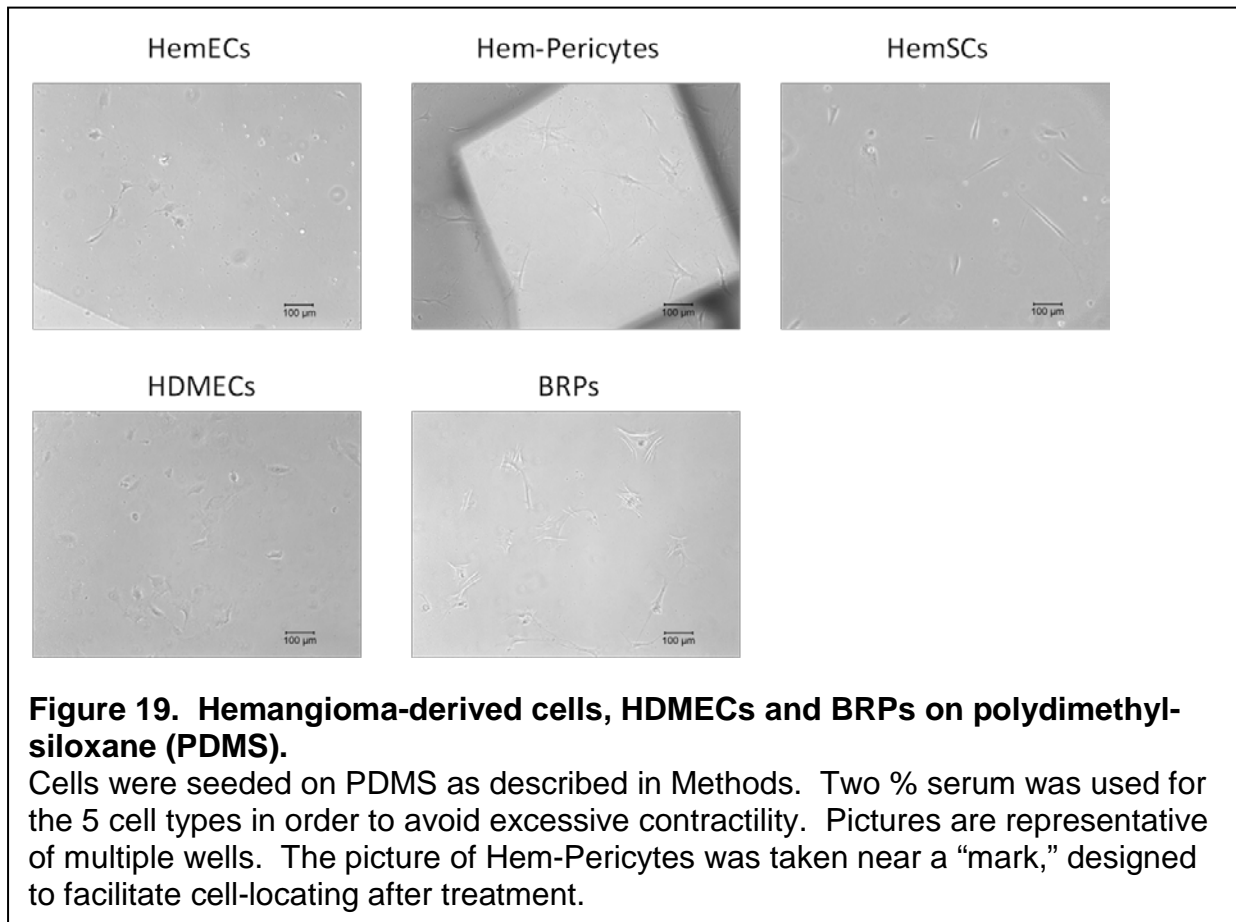 HemECs
Hem-Pericytes
HemSCs
100 µm
100 µm
100 µm
HDMECs
BRPs
100 µm
100 µm
Figure 19.  Hemangioma-derived cells, HDMECs and BRPs on polydimethyl-
siloxane (PDMS).
Cells were seeded on PDMS as described in Methods.  Two % serum was used for
the 5 cell types in order to avoid excessive contractility.  Pictures are representative
of multiple wells.  The picture of Hem-Pericytes was taken near a “mark,” designed
to facilitate cell-locating after treatment.